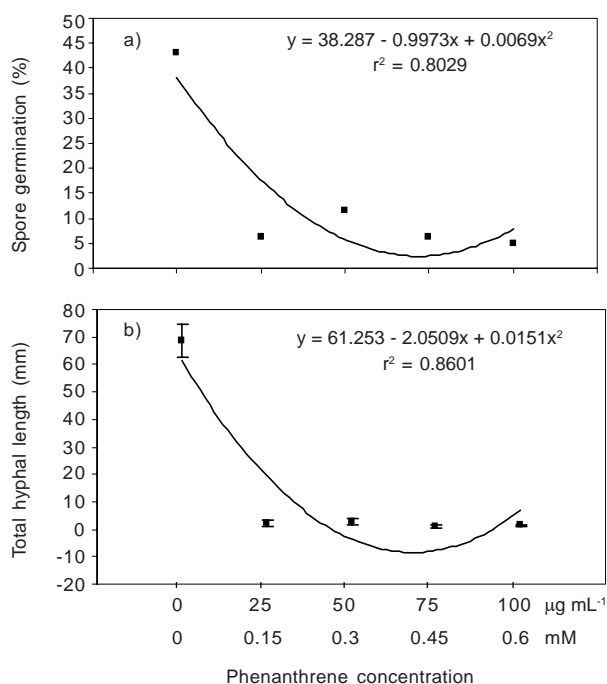 a)
y = 38.287 - 0.9973x + 0.0069x²
r² = 0.8029
Spore germination (%)
50
45
40
35
30
25
20
15
10
5
0
b)
y = 61.253 - 2.0509x + 0.0151x²
r² = 0.8601
Total hyphal length (mm)
80
70
60
50
40
30
20
10
0
-10
-20
0 25 50 75 100 µg mL⁻¹
0 0.15 0.3 0.45 0.6 mM
Phenanthrene concentration